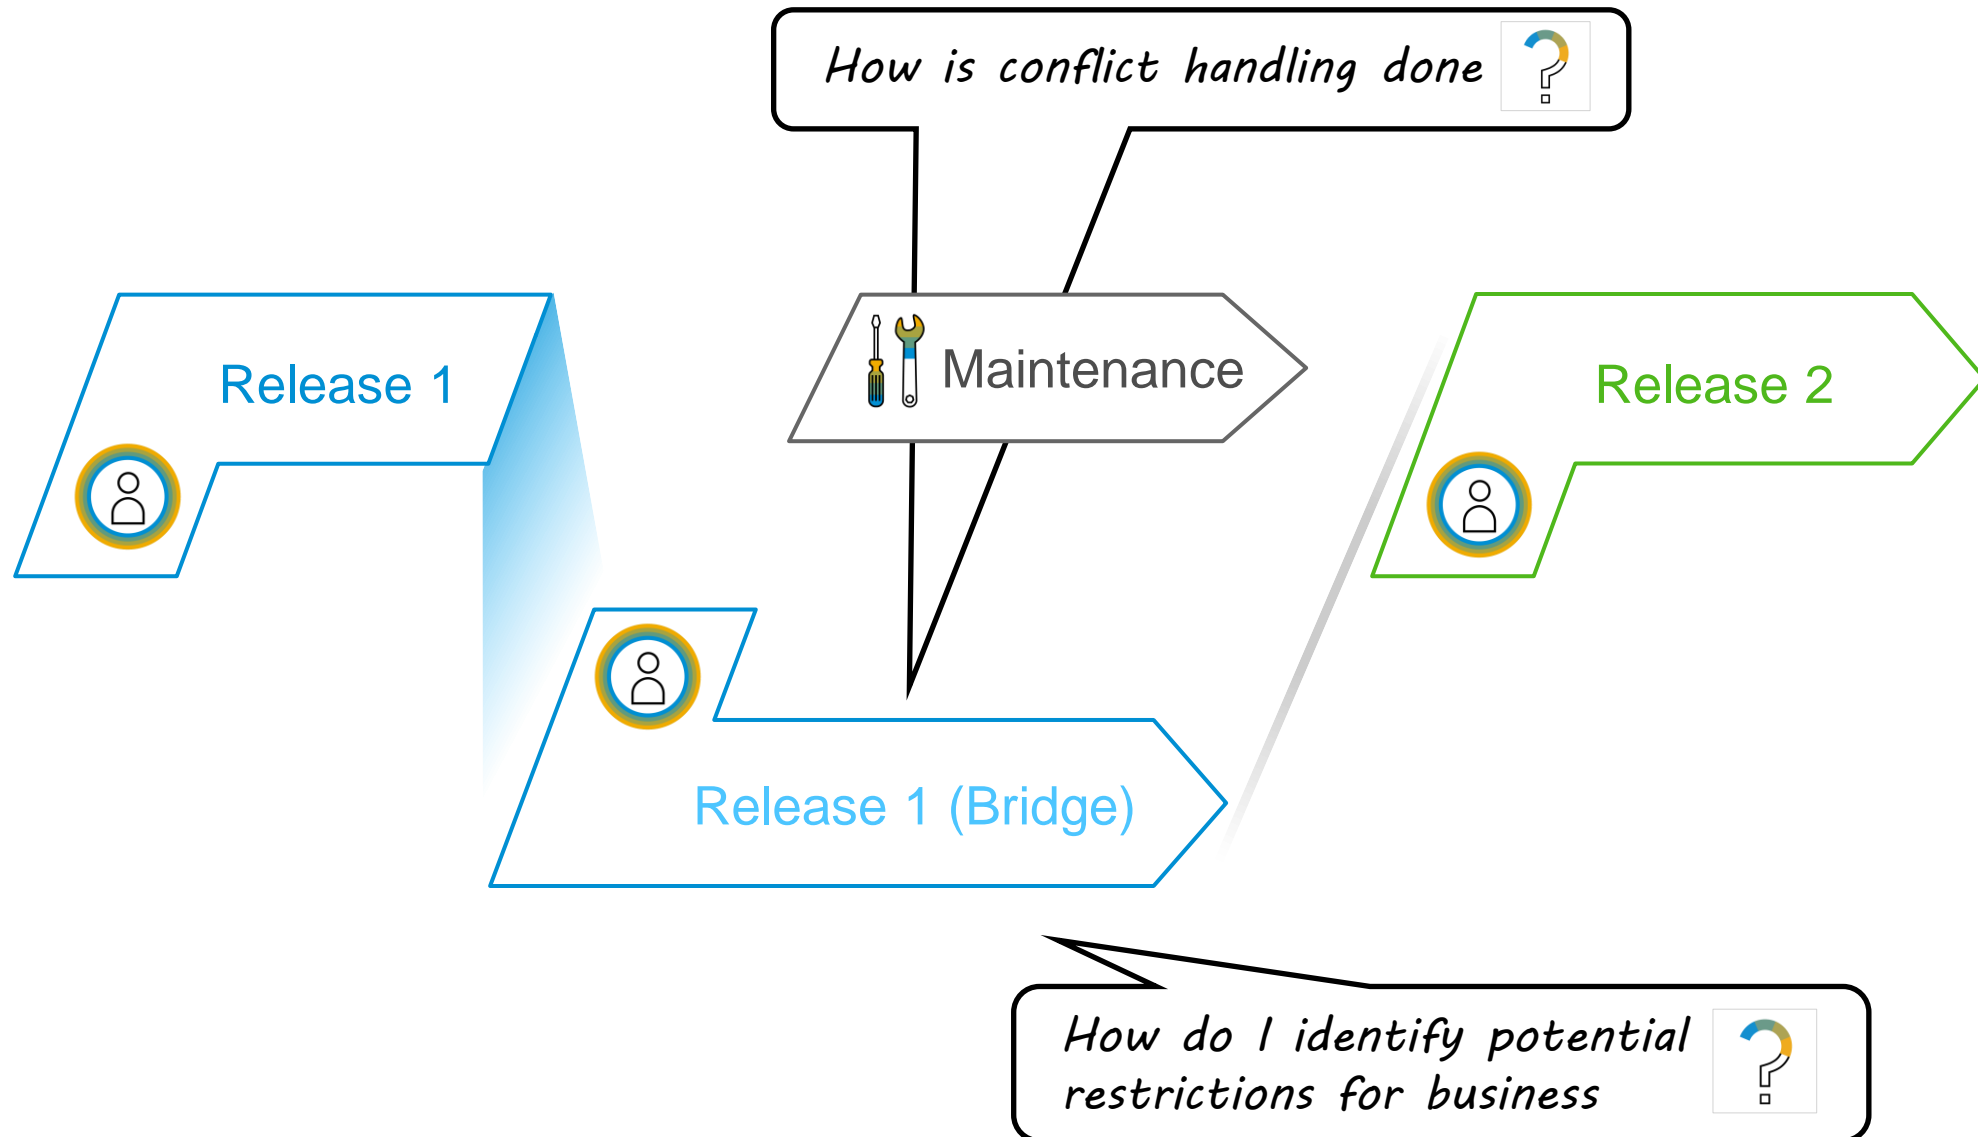 How is conflict handling done
Release 1
Maintenance
Release 2
Release 1 (Bridge)
How do I identify potential
restrictions for business